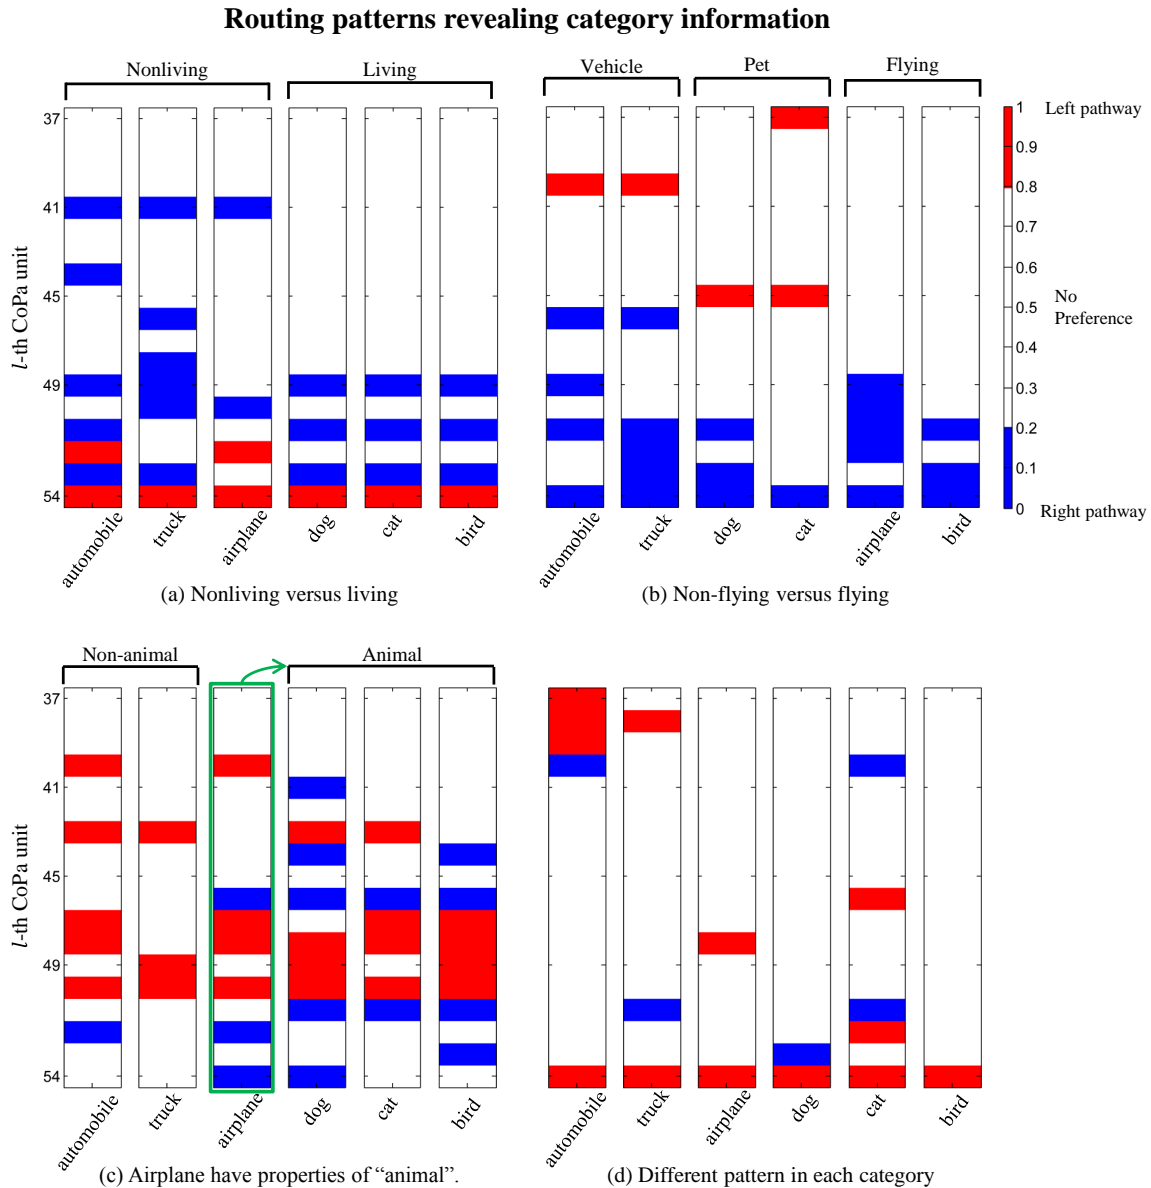 Routing patterns revealing category information
Nonliving
Living
37
41
45
49
54
l-th CoPa unit
automobile
truck
airplane
dog
cat
bird
(a) Nonliving versus living
Vehicle
Pet
Flying
automobile
truck
dog
cat
airplane
bird
1
0.9
0.8
0.7
0.6
0.5
0.4
0.3
0.2
0.1
0
Left pathway
No
Preference
Right pathway
(b) Non-flying versus flying
Non-animal
Animal
37
41
45
49
54
l-th CoPa unit
automobile
truck
airplane
dog
cat
bird
(c) Airplane have properties of “animal”.
automobile
truck
airplane
dog
cat
bird
(d) Different pattern in each category